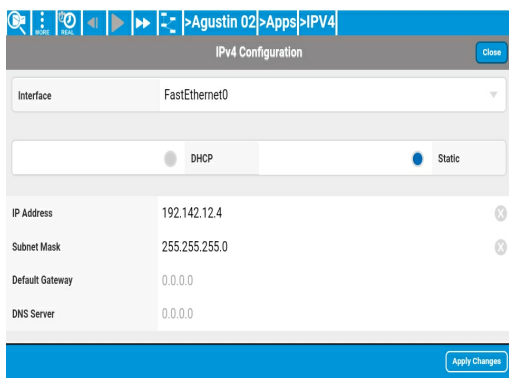 MORE REAL >Agustin 02 >Apps >IPV4
IPv4 Configuration Close
Interface FastEthernet0
DHCP Static
IP Address 192.142.12.4
Subnet Mask 255.255.255.0
Default Gateway 0.0.0.0
DNS Server 0.0.0.0
Apply Changes